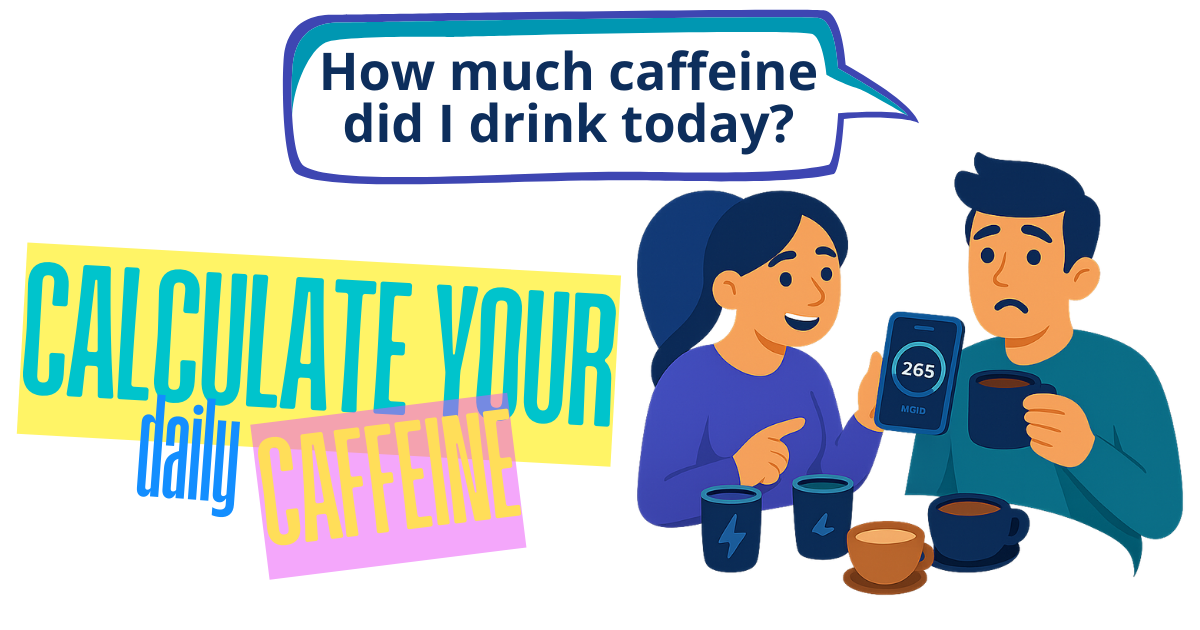 How much caffeine
did I drink today?
CALCULATE YOUR
daily CAFFEINE
265
MGID